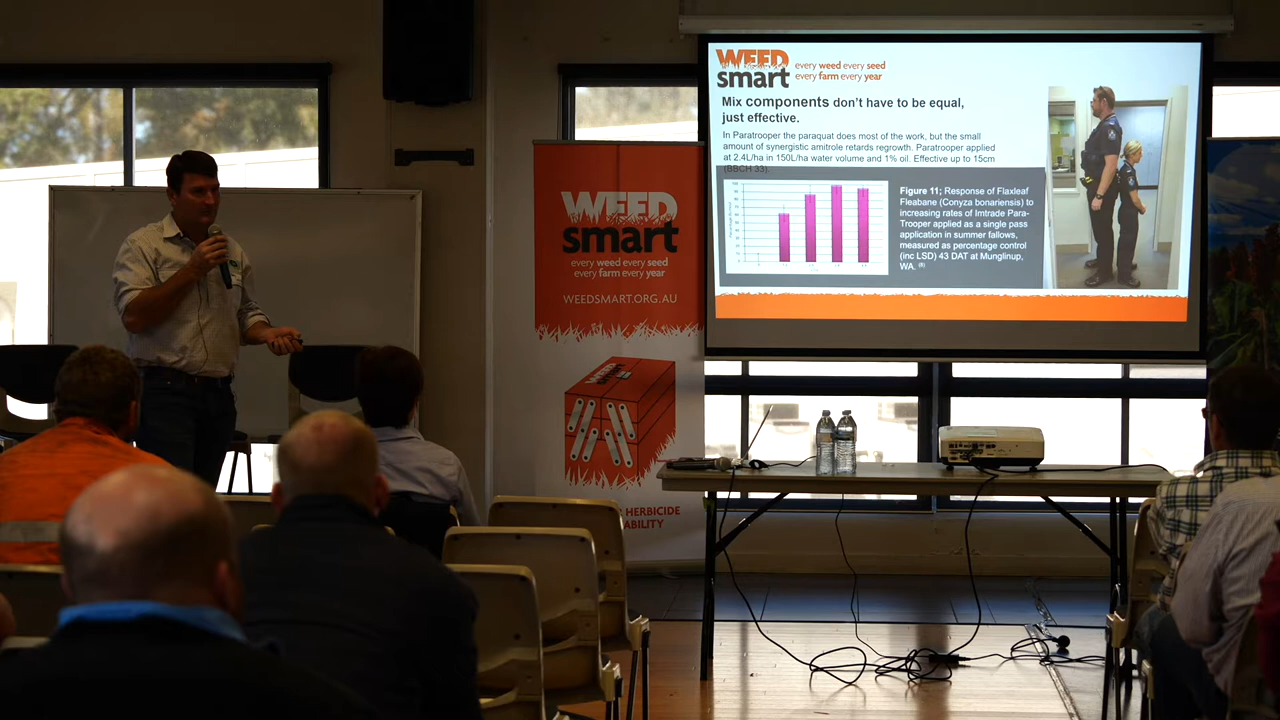 WEED
smart
every weed every seed
every farm every year
Mix components don't have to be equal,
just effective.
In Paratrooper the paraquat does most of the work, but the small
amount of synergistic amitrole retards regrowth. Paratrooper applied
at 2.4L/ha in 150L/ha water volume and 1% oil. Effective up to 15cm
(BBCH 33).
Figure 11; Response of Flaxleaf
Fleabane (Conyza bonariensis) to
increasing rates of Imtrade Para-
Trooper applied as a single pass
application in summer fallows,
measured as percentage control
(inc LSD) 43 DAT at Munglinup,
WA. (8)
WEED
smart
every weed every seed
every farm every year
WEEDSMART.ORG.AU
WEED
HERBICIDE
ABILITY